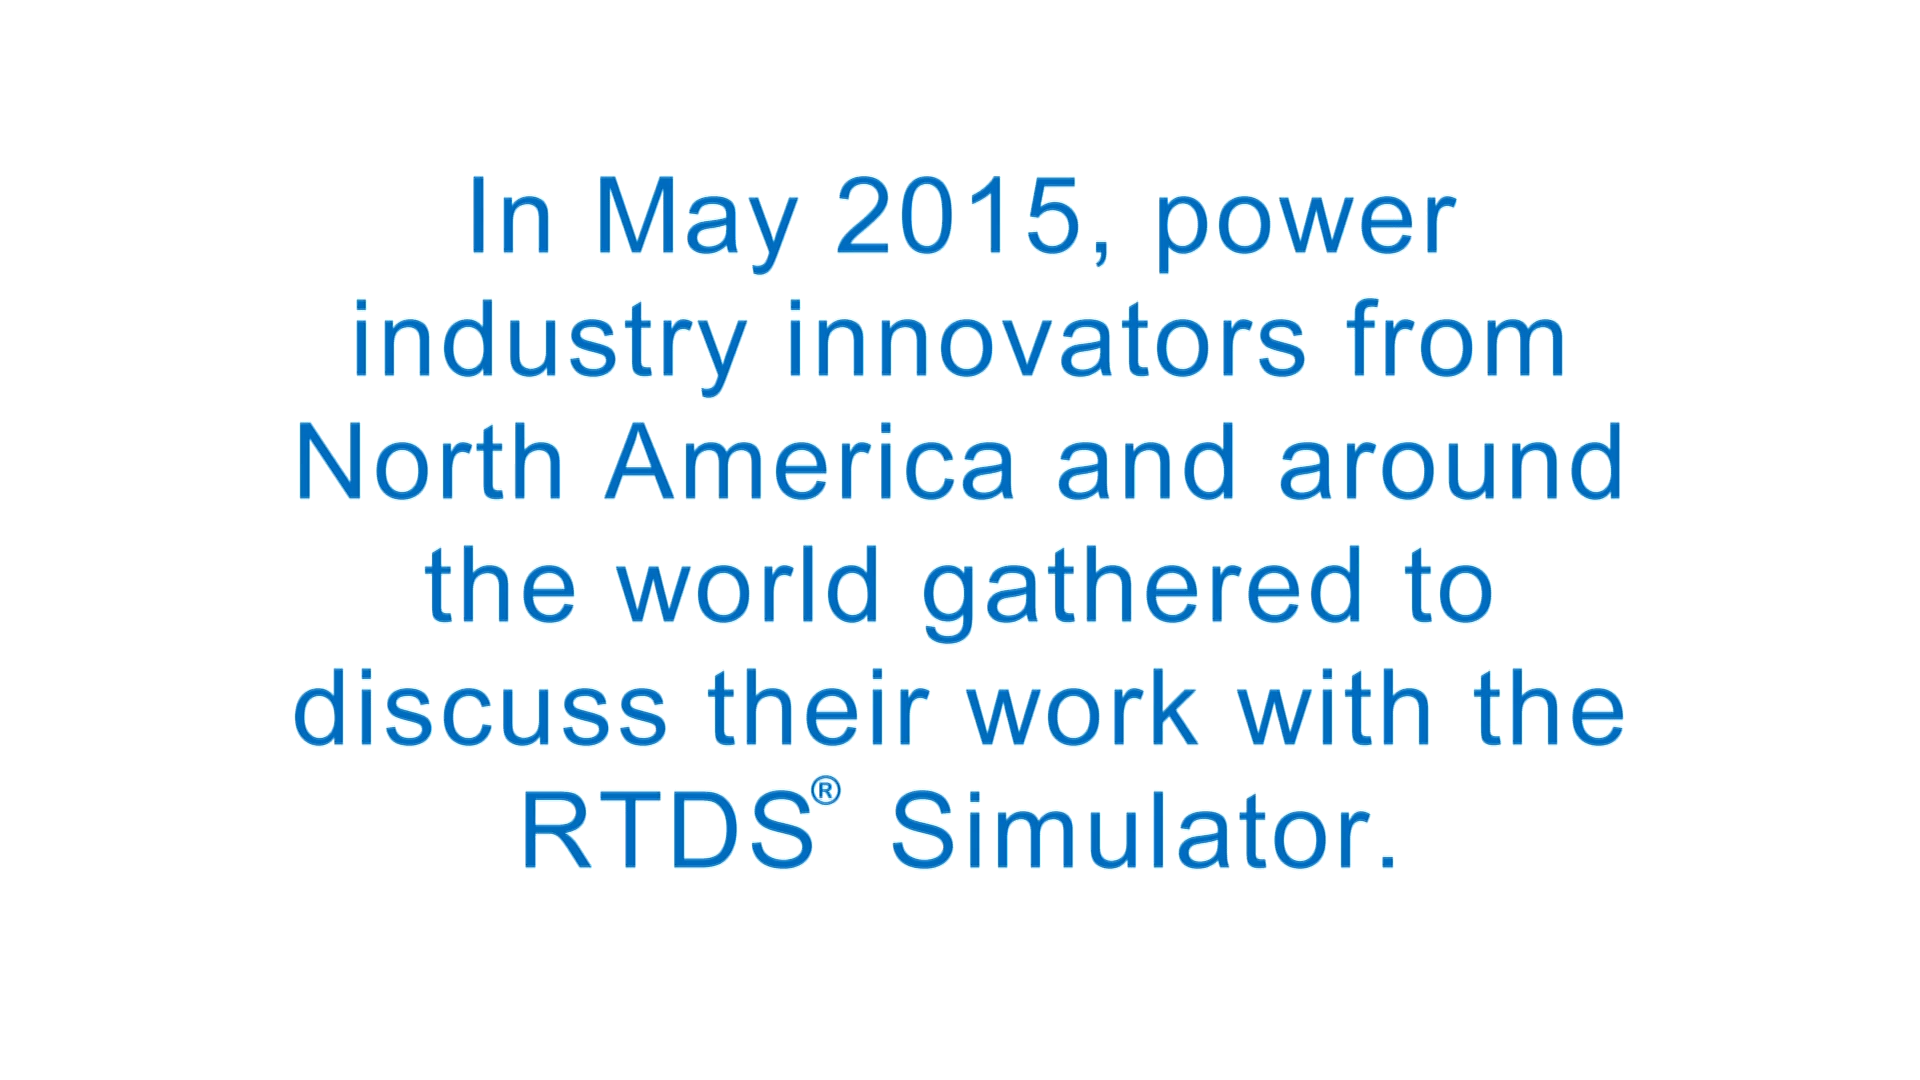 In May 2015, power
industry innovators from
North America and around
the world gathered to
discuss their work with the
RTDS® Simulator.